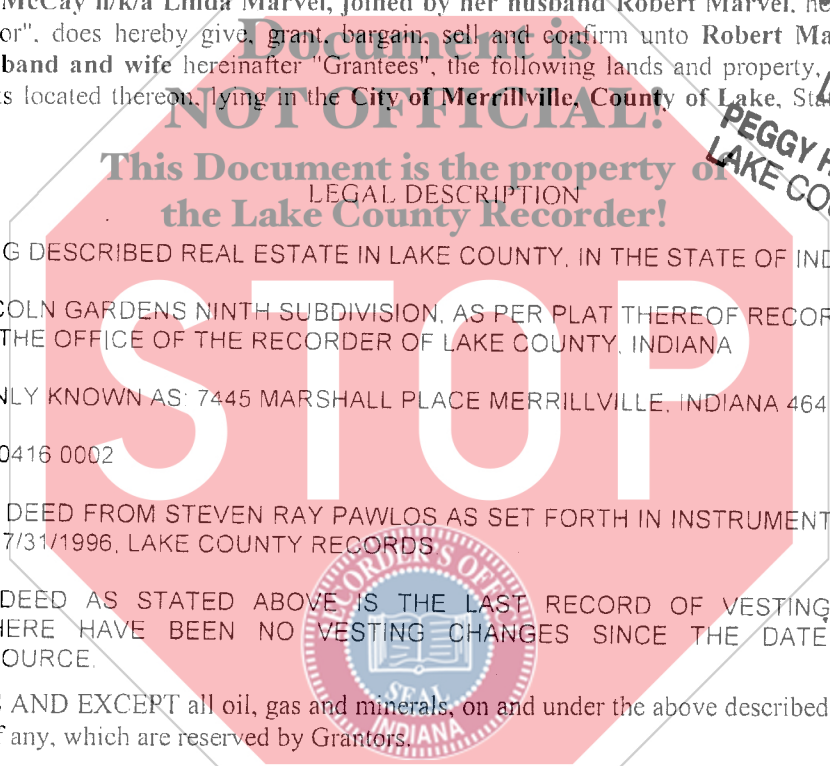 McCay n/k/a Linda Marvel, joined by her husband Robert Marvel, he
or", does hereby give, grant, bargain, sell and confirm unto Robert Ma
band and wife hereinafter "Grantees", the following lands and property,
s located thereon, lying in the City of Merrillville, County of Lake, Sta
Document is
NOT OFFICIAL!
This Document is the property of
the Lake County Recorder!
PEGGY H
LAKE COU
LEGAL DESCRIPTION
G DESCRIBED REAL ESTATE IN LAKE COUNTY, IN THE STATE OF IND
COLN GARDENS NINTH SUBDIVISION, AS PER PLAT THEREOF RECOR
THE OFFICE OF THE RECORDER OF LAKE COUNTY, INDIANA
STOP
NLY KNOWN AS: 7445 MARSHALL PLACE MERRILLVILLE, INDIANA 464
0416 0002
DEED FROM STEVEN RAY PAWLOS AS SET FORTH IN INSTRUMENT
7/31/1996, LAKE COUNTY RECORDS
DEED AS STATED ABOVE IS THE LAST RECORD OF VESTING
HERE HAVE BEEN NO VESTING CHANGES SINCE THE DATE
OURCE.
RECORDER'S OFFICE
SEAL
INDIANA
S AND EXCEPT all oil, gas and minerals, on and under the above described
f any, which are reserved by Grantors.